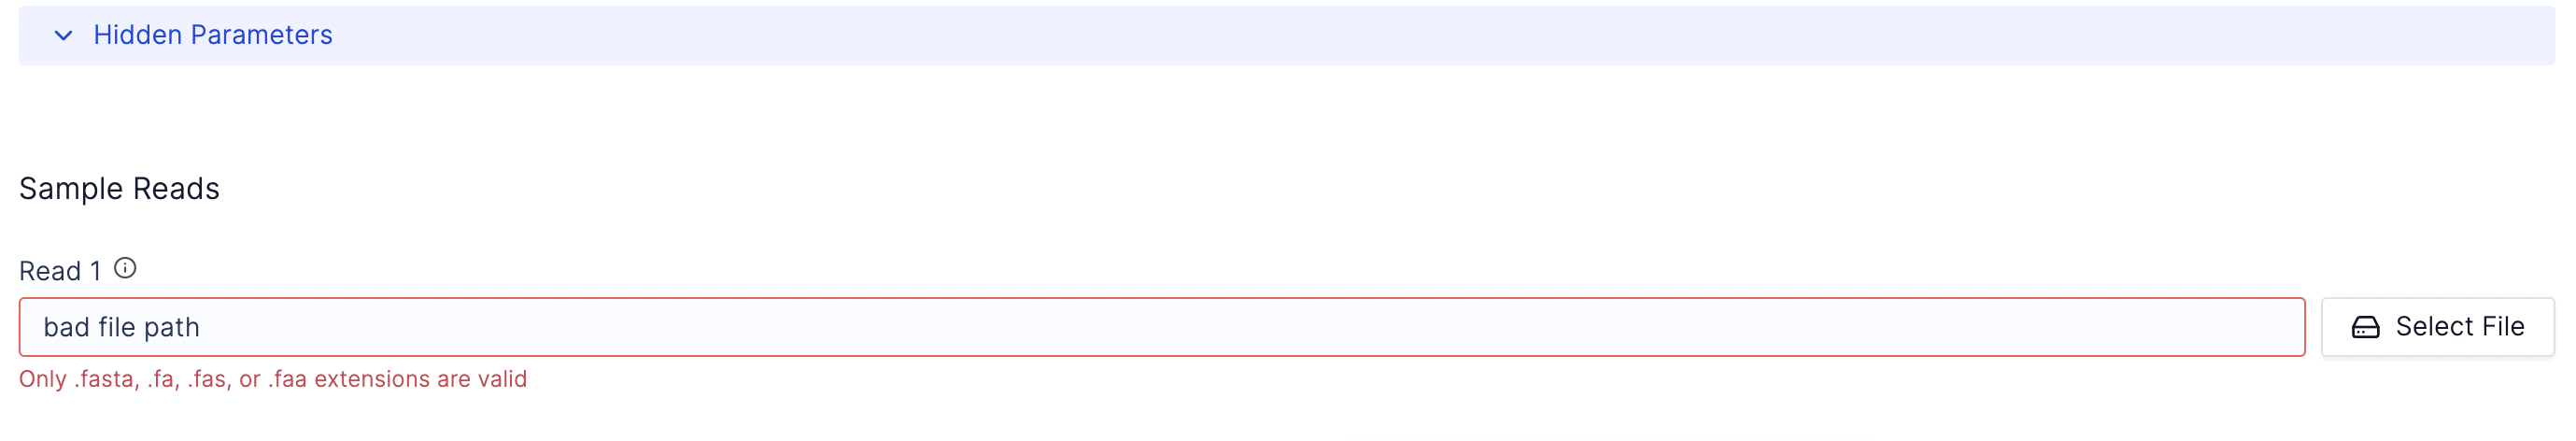 Hidden Parameters
Sample Reads
Read 1
bad file path
Select File
Only .fasta, .fa, .fas, or .faa extensions are valid